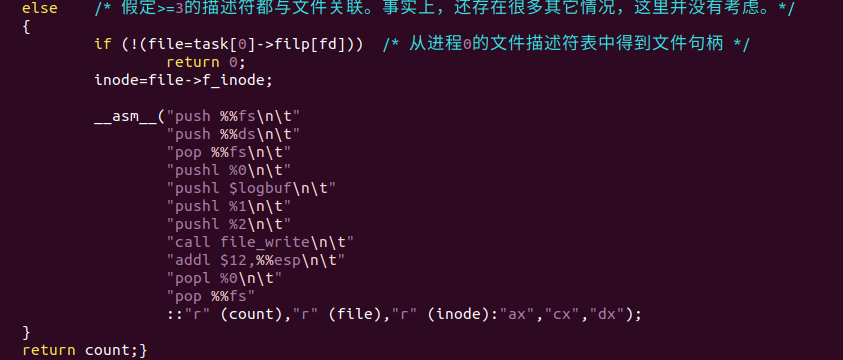 else    /* 假定>=3的描述符都与文件关联。事实上，还存在很多其它情况，这里并没有考虑。*/
{
        if (!(file=task[0]->filp[fd]))  /* 从进程0的文件描述符表中得到文件句柄 */
                return 0;
        inode=file->f_inode;

        __asm__("push %%fs\n\t"
                "push %%ds\n\t"
                "pop %%fs\n\t"
                "pushl %0\n\t"
                "pushl $logbuf\n\t"
                "pushl %1\n\t"
                "pushl %2\n\t"
                "call file_write\n\t"
                "addl $12,%%esp\n\t"
                "popl %0\n\t"
                "pop %%fs"
                ::"r" (count),"r" (file),"r" (inode):"ax","cx","dx");
}
return count;}